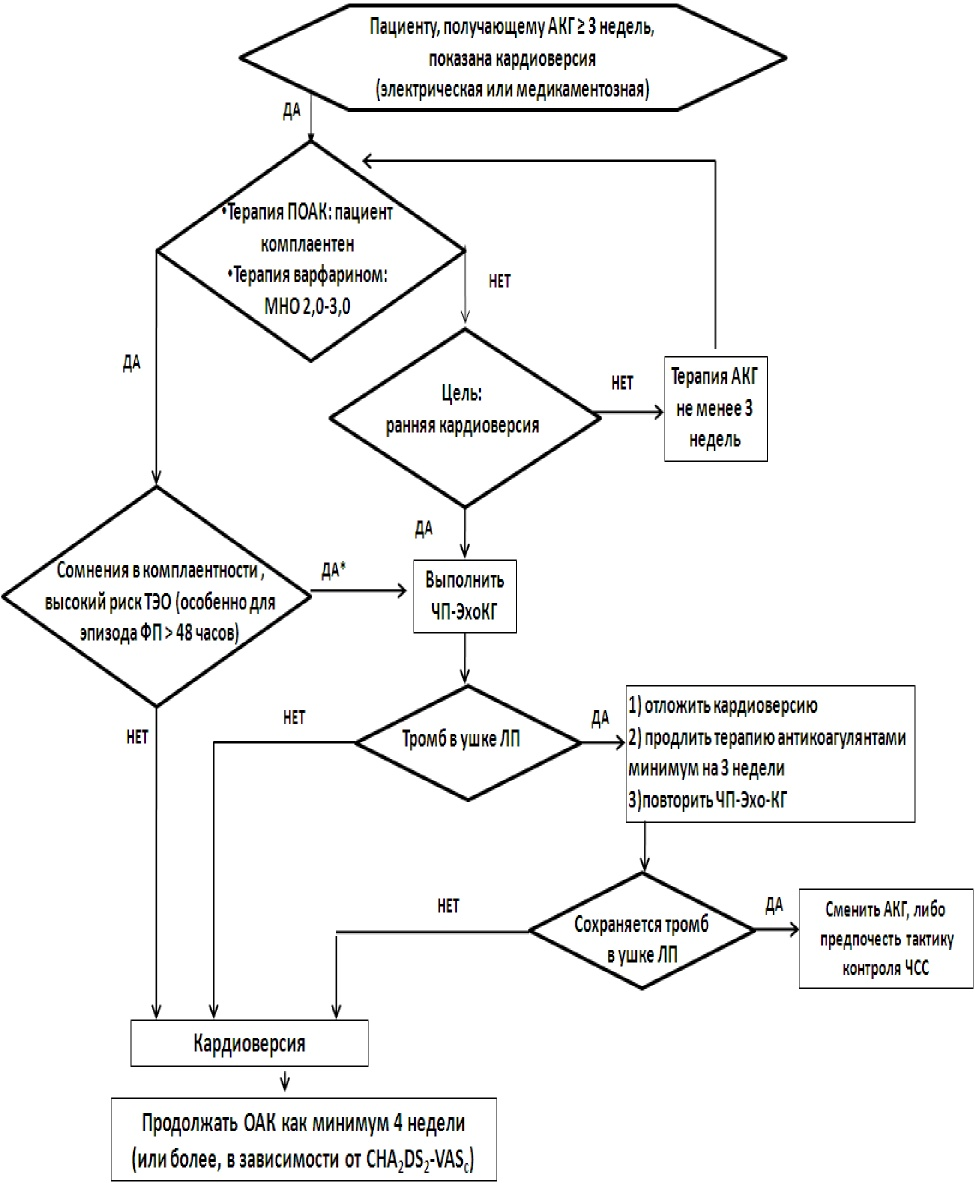 Пациенту, получающему АКГ ≥ 3 недель,
показана кардиоверсия
(электрическая или медикаментозная)
ДА
•Терапия ПОАК: пациент
комплаентен
•Терапия варфарином:
МНО 2,0-3,0
НЕТ
ДА
Цель:
ранняя кардиоверсия
НЕТ
Терапия АКГ
не менее 3
недель
ДА
Сомнения в комплаентности ,
высокий риск ТЭО (особенно для
эпизода ФП > 48 часов)
ДА*
Выполнить
ЧП-ЭхоКГ
НЕТ
НЕТ
Тромб в ушке ЛП
ДА
1) отложить кардиоверсию
2) продлить терапию антикоагулянтами
минимум на 3 недели
3)повторить ЧП-Эхо-КГ
НЕТ
Сохраняется тромб
в ушке ЛП
ДА
Сменить АКГ, либо
предпочесть тактику
контроля ЧСС
Кардиоверсия
Продолжать ОАК как минимум 4 недели
(или более, в зависимости от CHA₂DS₂-VASc)